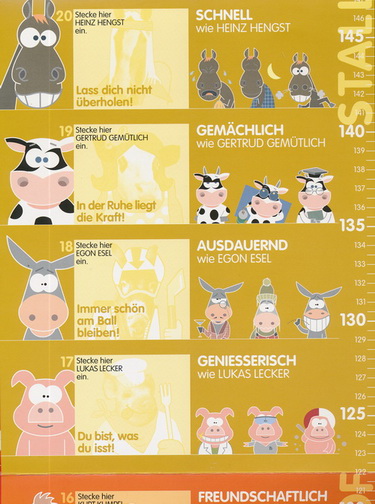 20 Stecke hier
HEINZ HENGST
ein.
Lass dich nicht
überholen!
SCHNELL
wie HEINZ HENGST
19 Stecke hier
GERTRUD GEMÜTLICH
ein.
In der Ruhe liegt
die Kraft!
GEMÄCHLICH
wie GERTRUD GEMÜTLICH
18 Stecke hier
EGON ESEL
ein.
Immer schön
am Ball
bleiben!
AUSDAUERND
wie EGON ESEL
17 Stecke hier
LUKAS LECKER
ein.
Du bist, was
du isst!
GENIESSERISCH
wie LUKAS LECKER
16 Stecke hier
FREUNDSCHAFTLICH
STALL
146
145
144
143
142
141
140
139
138
137
136
135
134
133
132
131
130
129
128
127
126
125
124
123
122
121